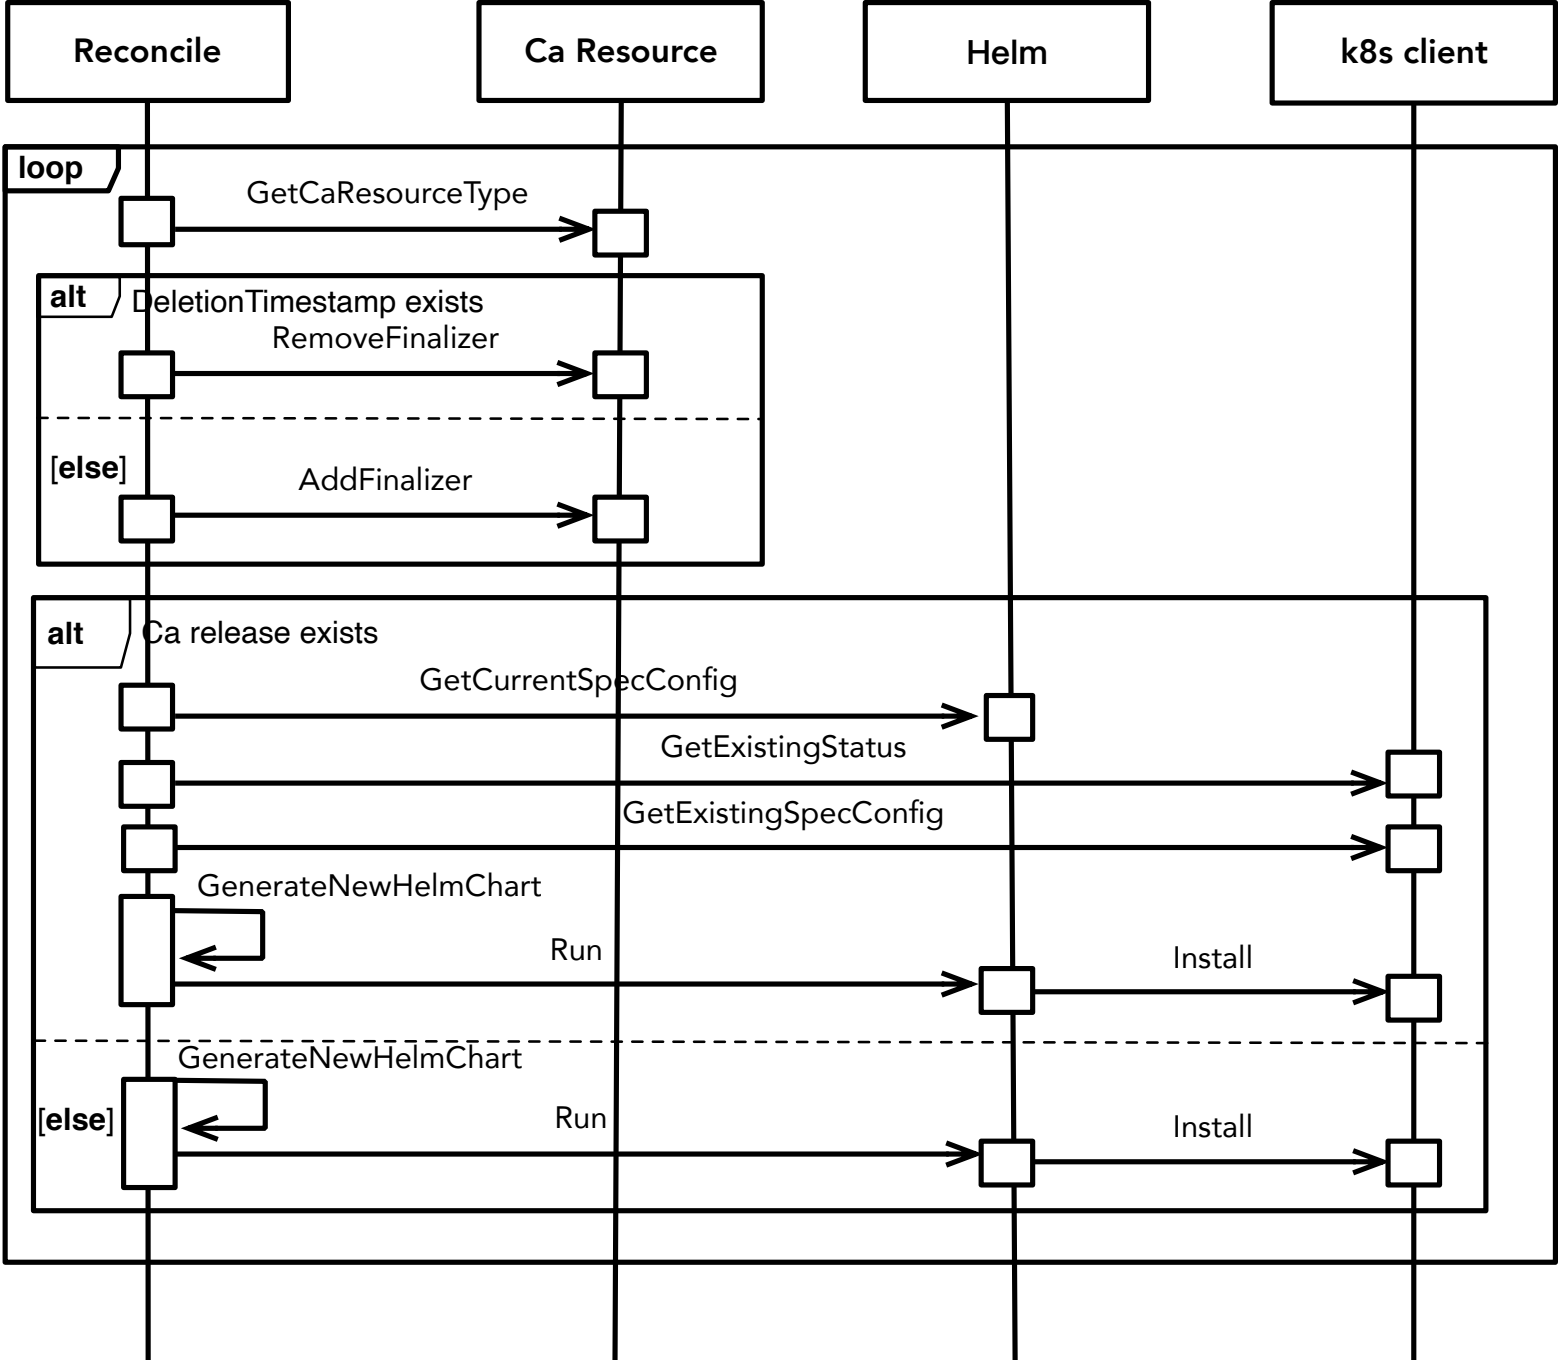 Reconcile
Ca Resource
Helm
k8s client
loop
GetCaResourceType
alt
DeletionTimestamp exists
RemoveFinalizer
[else]
AddFinalizer
alt
Ca release exists
GetCurrentSpecConfig
GetExistingStatus
GetExistingSpecConfig
GenerateNewHelmChart
Run
Install
GenerateNewHelmChart
[else]
Run
Install